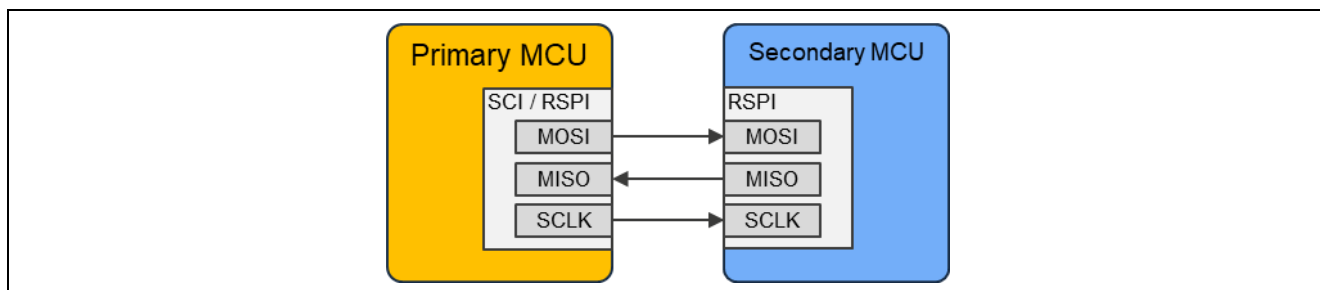 Primary MCU
SCI / RSPI
MOSI
MISO
SCLK
Secondary MCU
RSPI
MOSI
MISO
SCLK